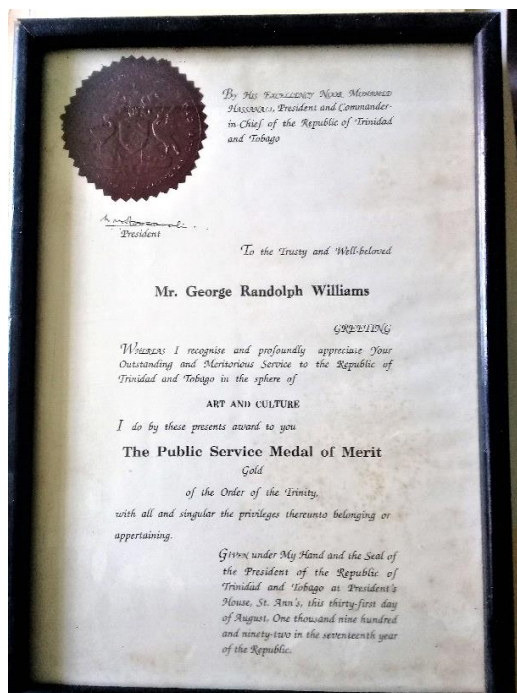 By His Excellency Noor Mohamed
Hassanali, President and Commander-
in-Chief of the Republic of Trinidad
and Tobago
President
To the Trusty and Well-beloved
Mr. George Randolph Williams
GREETING
Whereas I recognise and profoundly appreciate Your
Outstanding and Meritorious Service to the Republic of
Trinidad and Tobago in the sphere of
ART AND CULTURE
I do by these presents award to you
The Public Service Medal of Merit
Gold
of the Order of the Trinity,
with all and singular the privileges thereunto belonging or
appertaining.
Given under My Hand and the Seal of
the President of the Republic of
Trinidad and Tobago at President's
House, St. Ann's, this thirty-first day
of August, One thousand nine hundred
and ninety-two in the seventeenth year
of the Republic.